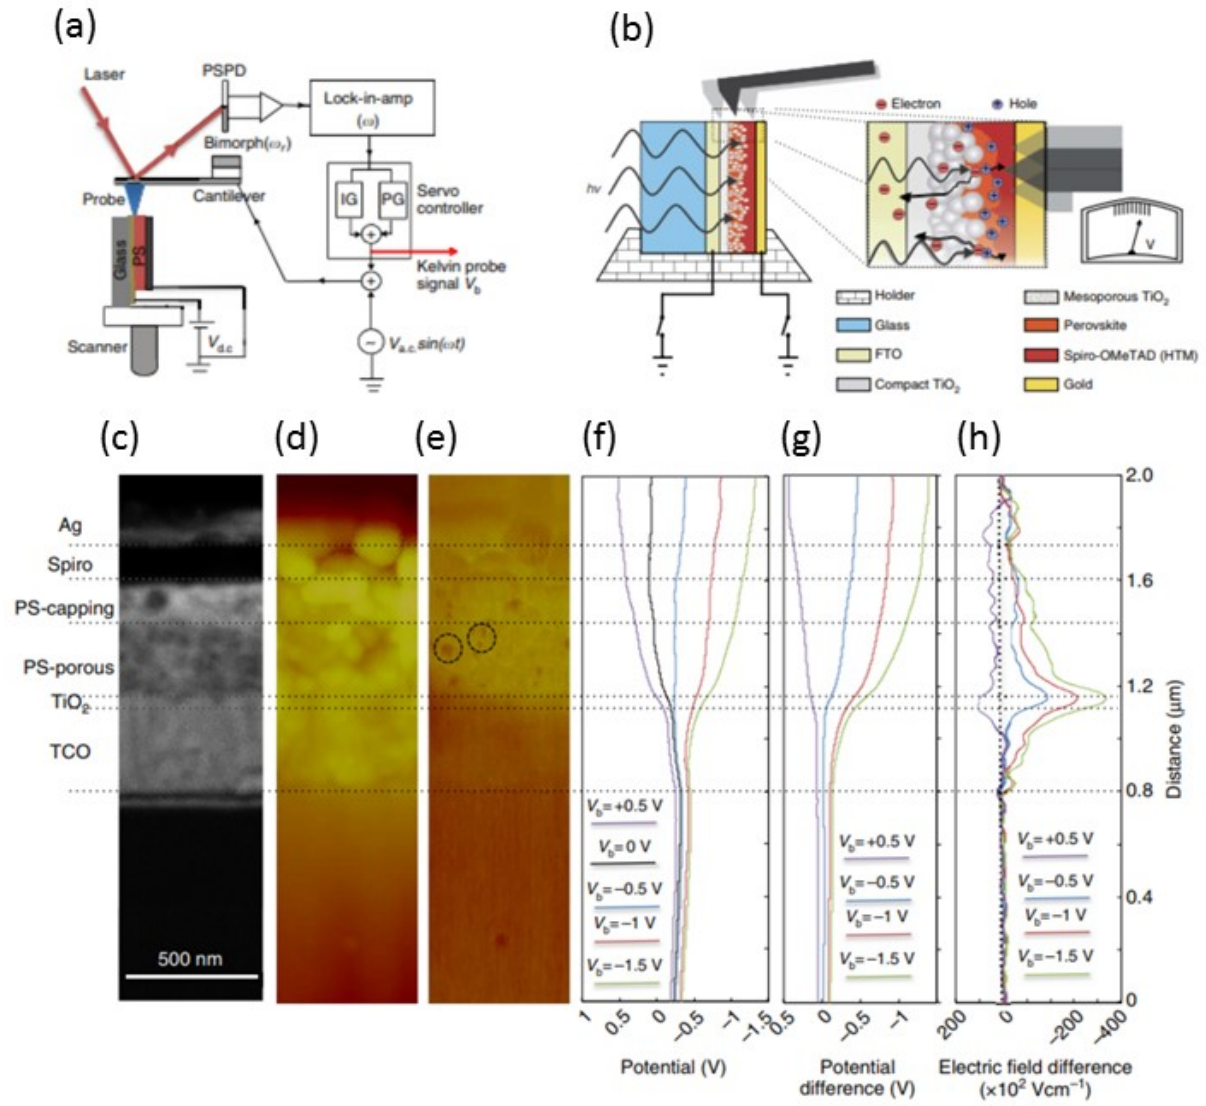 (a)
Laser
PSPD
Lock-in-amp
(ω)
Bimorph(ωr)
Probe
Cantilever
IG
PG
Servo
controller
Glass
PS
Kelvin probe
signal Vb
Scanner
Vd.c
Va.c.sin(ωt)
(b)
Electron
Hole
hν
V
Holder
Glass
FTO
Compact TiO2
Mesoporous TiO2
Perovskite
Spiro-OMeTAD (HTM)
Gold
(c)
(d)
(e)
(f)
(g)
(h)
Ag
Spiro
PS-capping
PS-porous
TiO2
TCO
500 nm
Vb=+0.5 V
Vb=0 V
Vb=−0.5 V
Vb=−1 V
Vb=−1.5 V
1
0.5
0
−0.5
−1
−1.5
Potential (V)
Vb=+0.5 V
Vb=−0.5 V
Vb=−1 V
Vb=−1.5 V
0.5
0
−0.5
−1
Potential
difference (V)
Vb=+0.5 V
Vb=−0.5 V
Vb=−1 V
Vb=−1.5 V
200
0
−200
−400
Electric field difference
(×10² Vcm⁻¹)
2.0
1.6
1.2
0.8
0.4
0
Distance (μm)